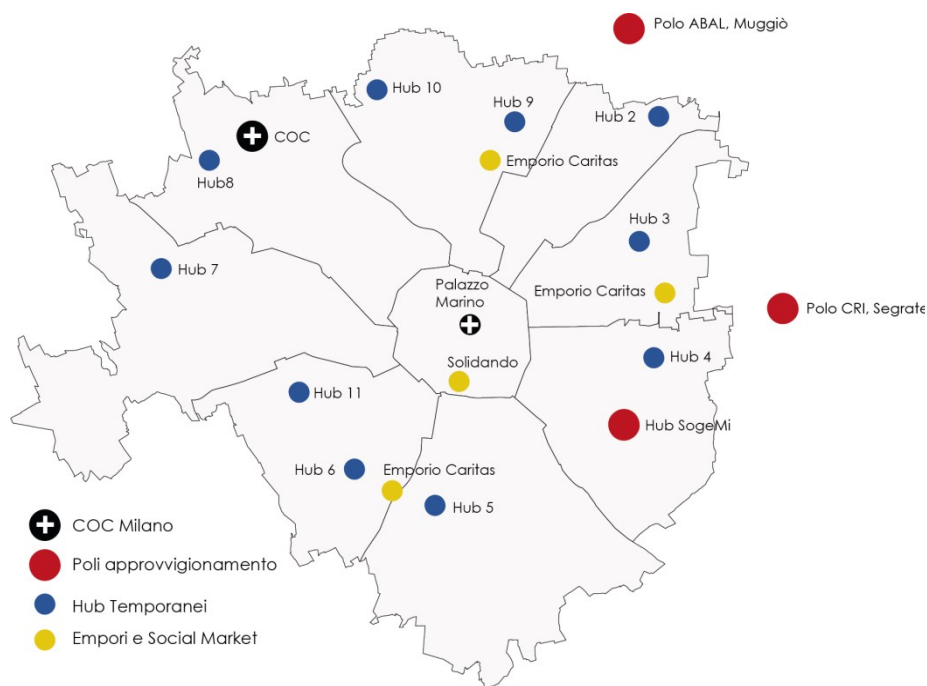 Polo ABAL, Muggiò
Hub 10
Hub 9
Hub 2
COC
Emporio Caritas
Hub8
Hub 3
Hub 7
Palazzo
Marino
Emporio Caritas
Polo CRI, Segrate
Solidando
Hub 4
Hub 11
Hub SogeMi
Hub 6
Emporio Caritas
Hub 5
COC Milano
Poli approvvigionamento
Hub Temporanei
Empori e Social Market